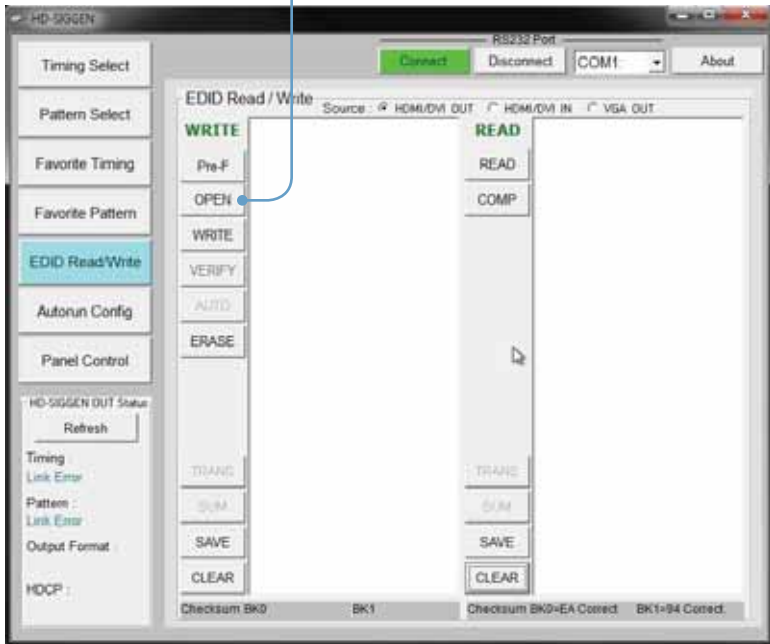 HD-SIGGEN
RS232 Port
Connect Disconnect COM1: About
Timing Select
Pattern Select
Favorite Timing
Favorite Pattern
EDID Read/Write
Autorun Config
Panel Control
HD-SIGGEN OUT Status
Refresh
Timing :
Link Error
Pattern :
Link Error
Output Format :
HDCP :
EDID Read / Write
Source : HDMI/DVI OUT HDMI/DVI IN VGA OUT
WRITE
Pre-F
OPEN
WRITE
VERIFY
AUTO
ERASE
TRANS
SUM
SAVE
CLEAR
Checksum BK0 BK1
READ
READ
COMP
TRANS
SUM
SAVE
CLEAR
Checksum BK0=EA Correct BK1=94 Correct